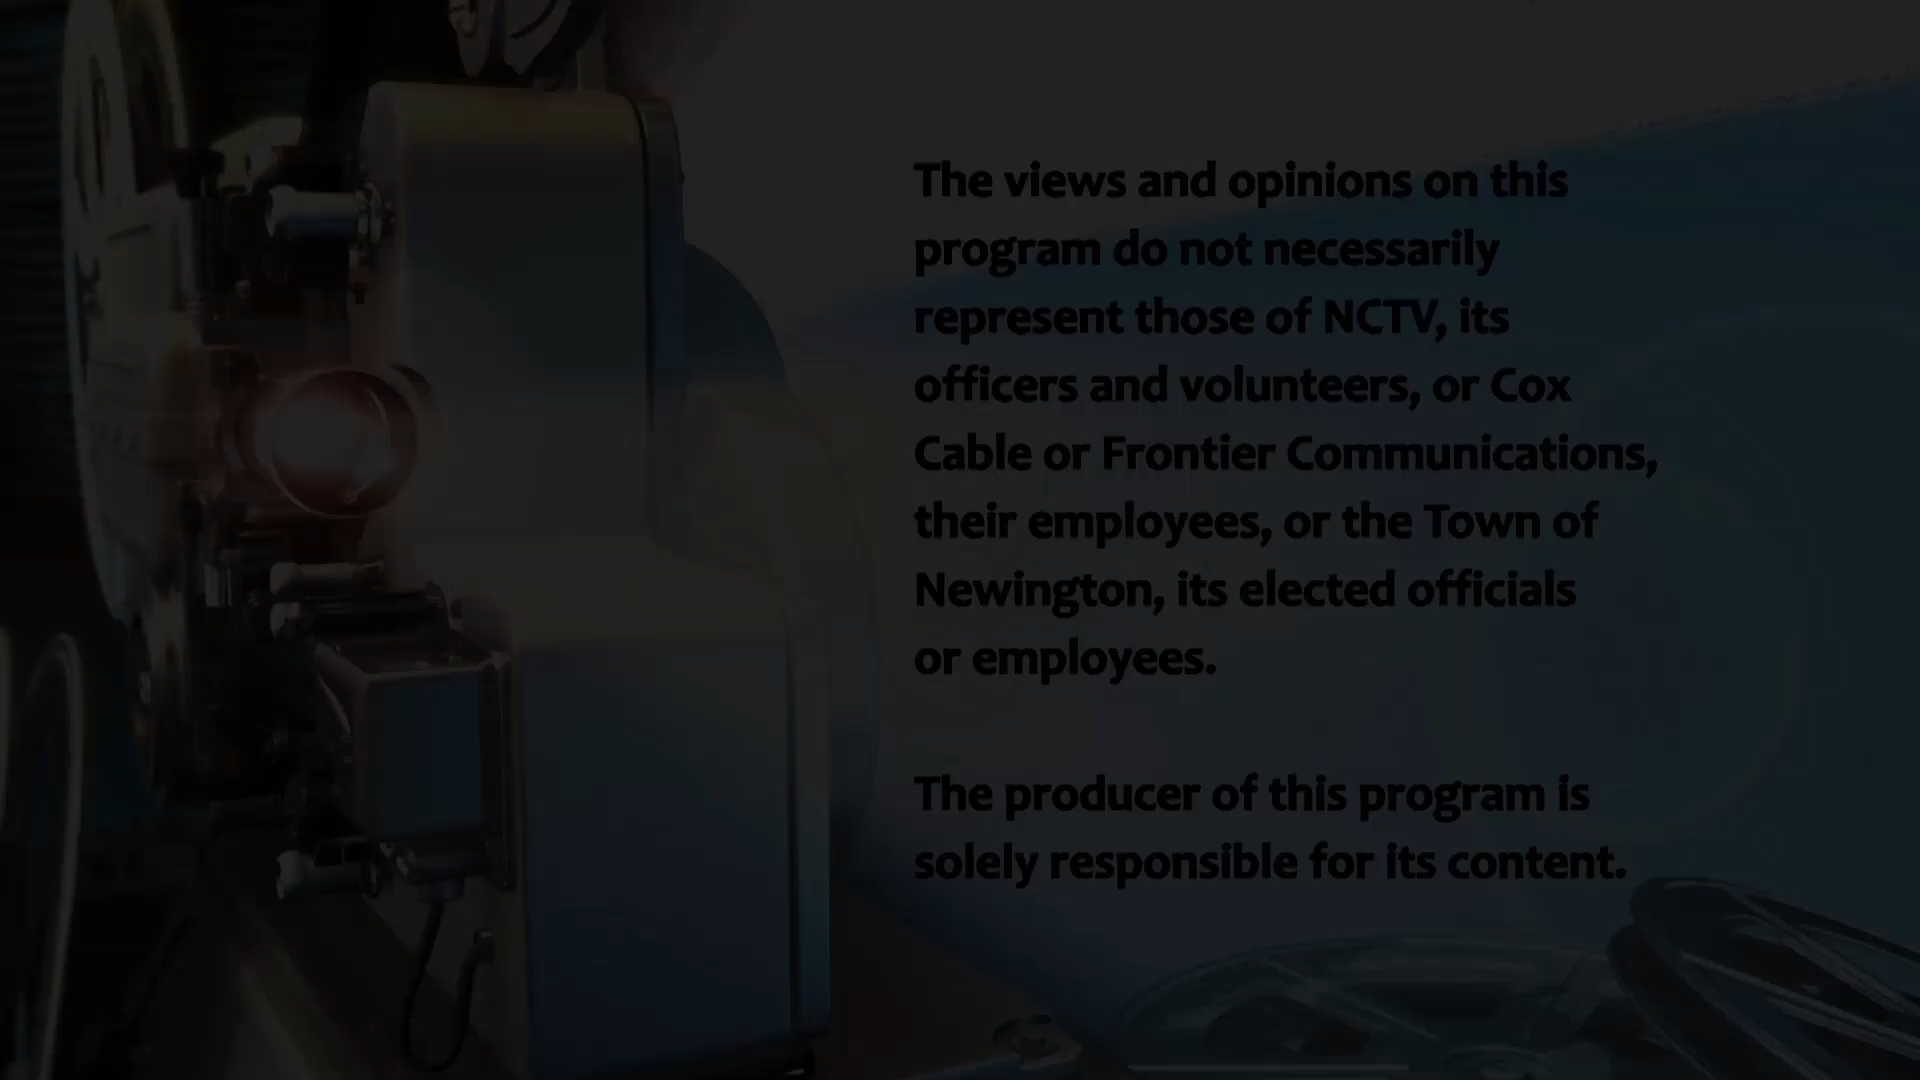 The views and opinions on this
program do not necessarily
represent those of NCTV, its
officers and volunteers, or Cox
Cable or Frontier Communications,
their employees, or the Town of
Newington, its elected officials
or employees.
The producer of this program is
solely responsible for its content.